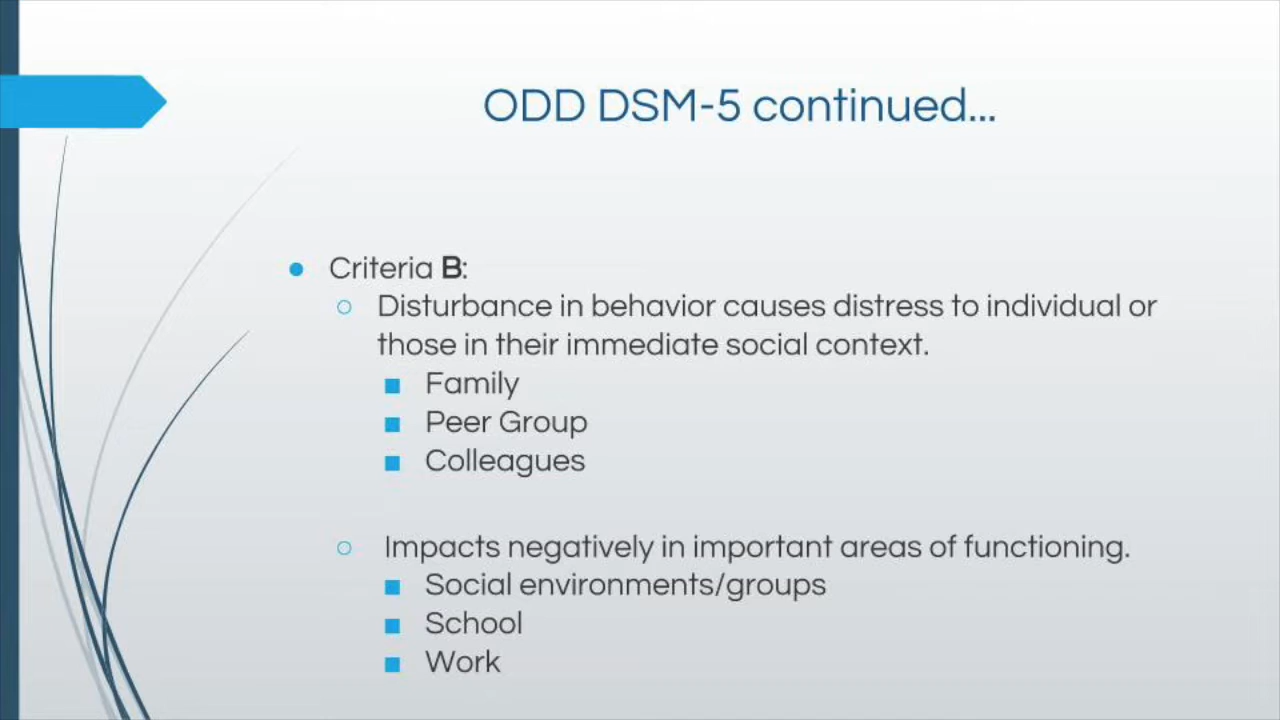 ODD DSM-5 continued...
Criteria B:
Disturbance in behavior causes distress to individual or
those in their immediate social context.
Family
Peer Group
Colleagues
Impacts negatively in important areas of functioning.
Social environments/groups
School
Work